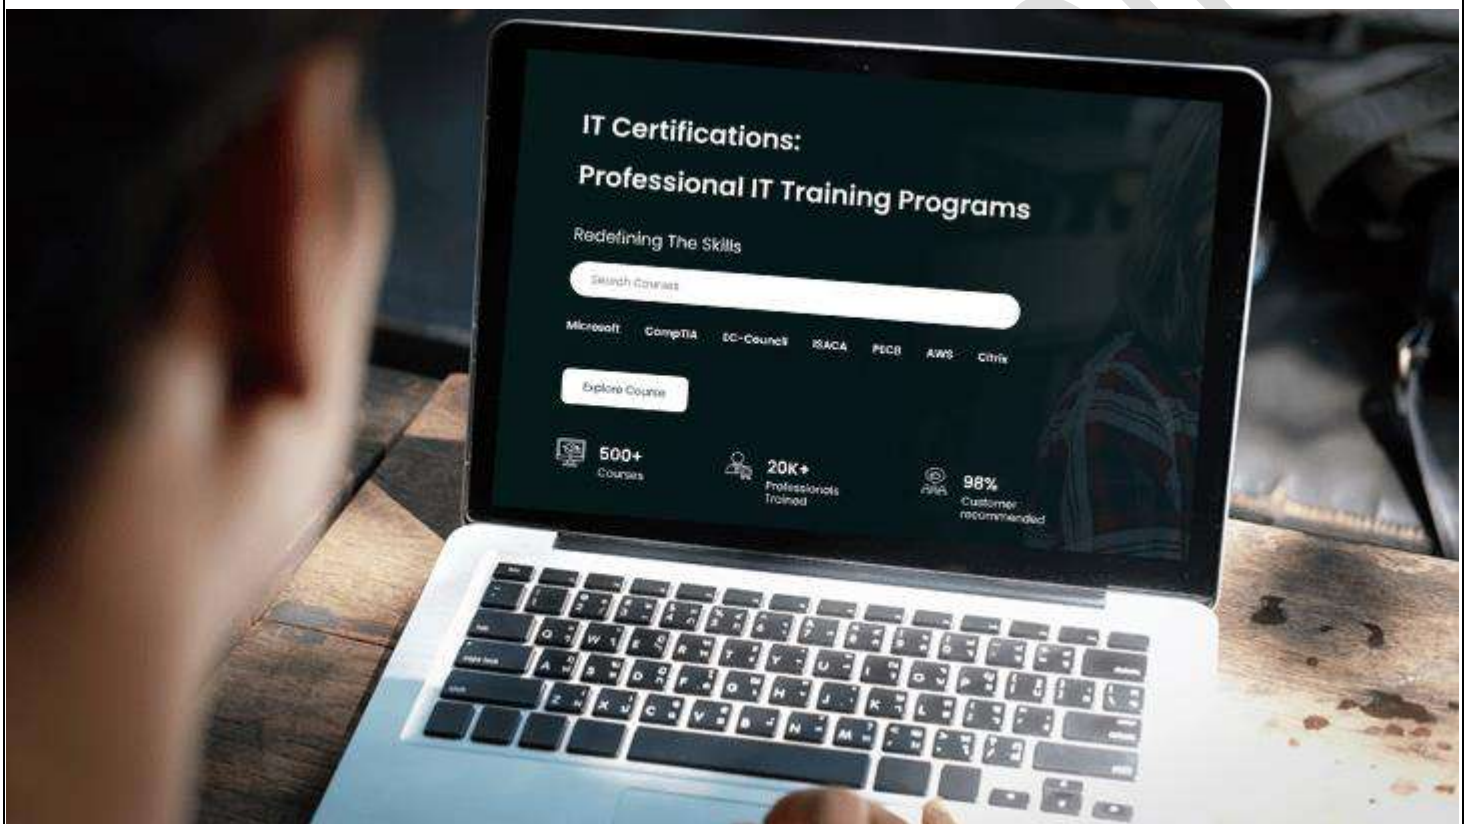 IT Certifications:
Professional IT Training Programs
Redefining The Skills
Search Courses
Microsoft CompTIA EC-Council ISACA PECB AWS Citrix
Explore Course
500+
Courses
20K+
Professionals
Trained
98%
Customer
recommended